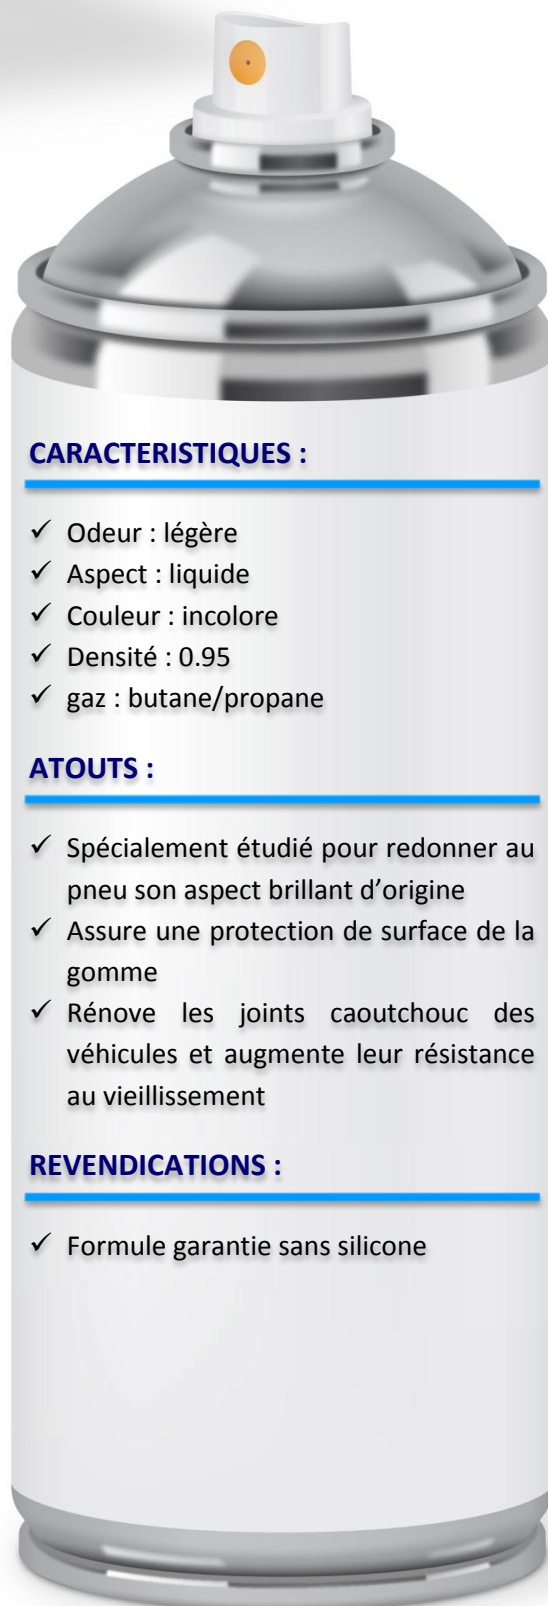 CARACTERISTIQUES :
✓ Odeur : légère
✓ Aspect : liquide
✓ Couleur : incolore
✓ Densité : 0.95
✓ gaz : butane/propane
ATOUTS :
✓ Spécialement étudié pour redonner au
pneu son aspect brillant d’origine
✓ Assure une protection de surface de la
gomme
✓ Rénove les joints caoutchouc des
véhicules et augmente leur résistance
au vieillissement
REVENDICATIONS :
✓ Formule garantie sans silicone